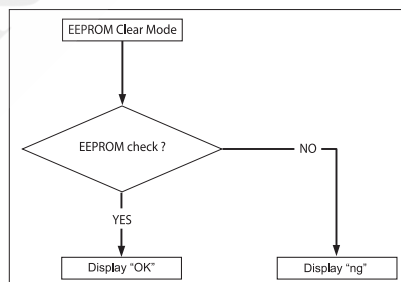 EEPROM Clear Mode
EEPROM check ?
NO
YES
Display "OK"
Display "ng"